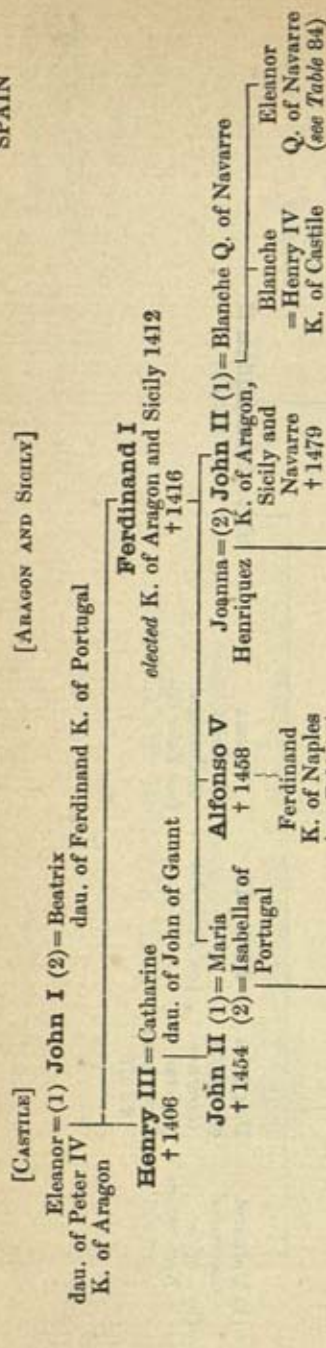 SPAIN
[CASTILE]
[ARAGON AND SICILY]
Eleanor=(1) John I (2)=Beatrix
dau. of Peter IV
K. of Aragon
dau. of Ferdinand K. of Portugal
Henry III=Catharine
†1406
dau. of John of Gaunt
Ferdinand I
elected K. of Aragon and Sicily 1412
†1416
John II (1)=Maria
†1454 (2)=Isabella of
Portugal
Alfonso V
†1458
Ferdinand
K. of Naples
Joanna=(2) John II (1)=Blanche Q. of Navarre
Henriquez
K. of Aragon,
Sicily and
Navarre
†1479
Blanche
=Henry IV
K. of Castile
Eleanor
Q. of Navarre
(see Table 84)